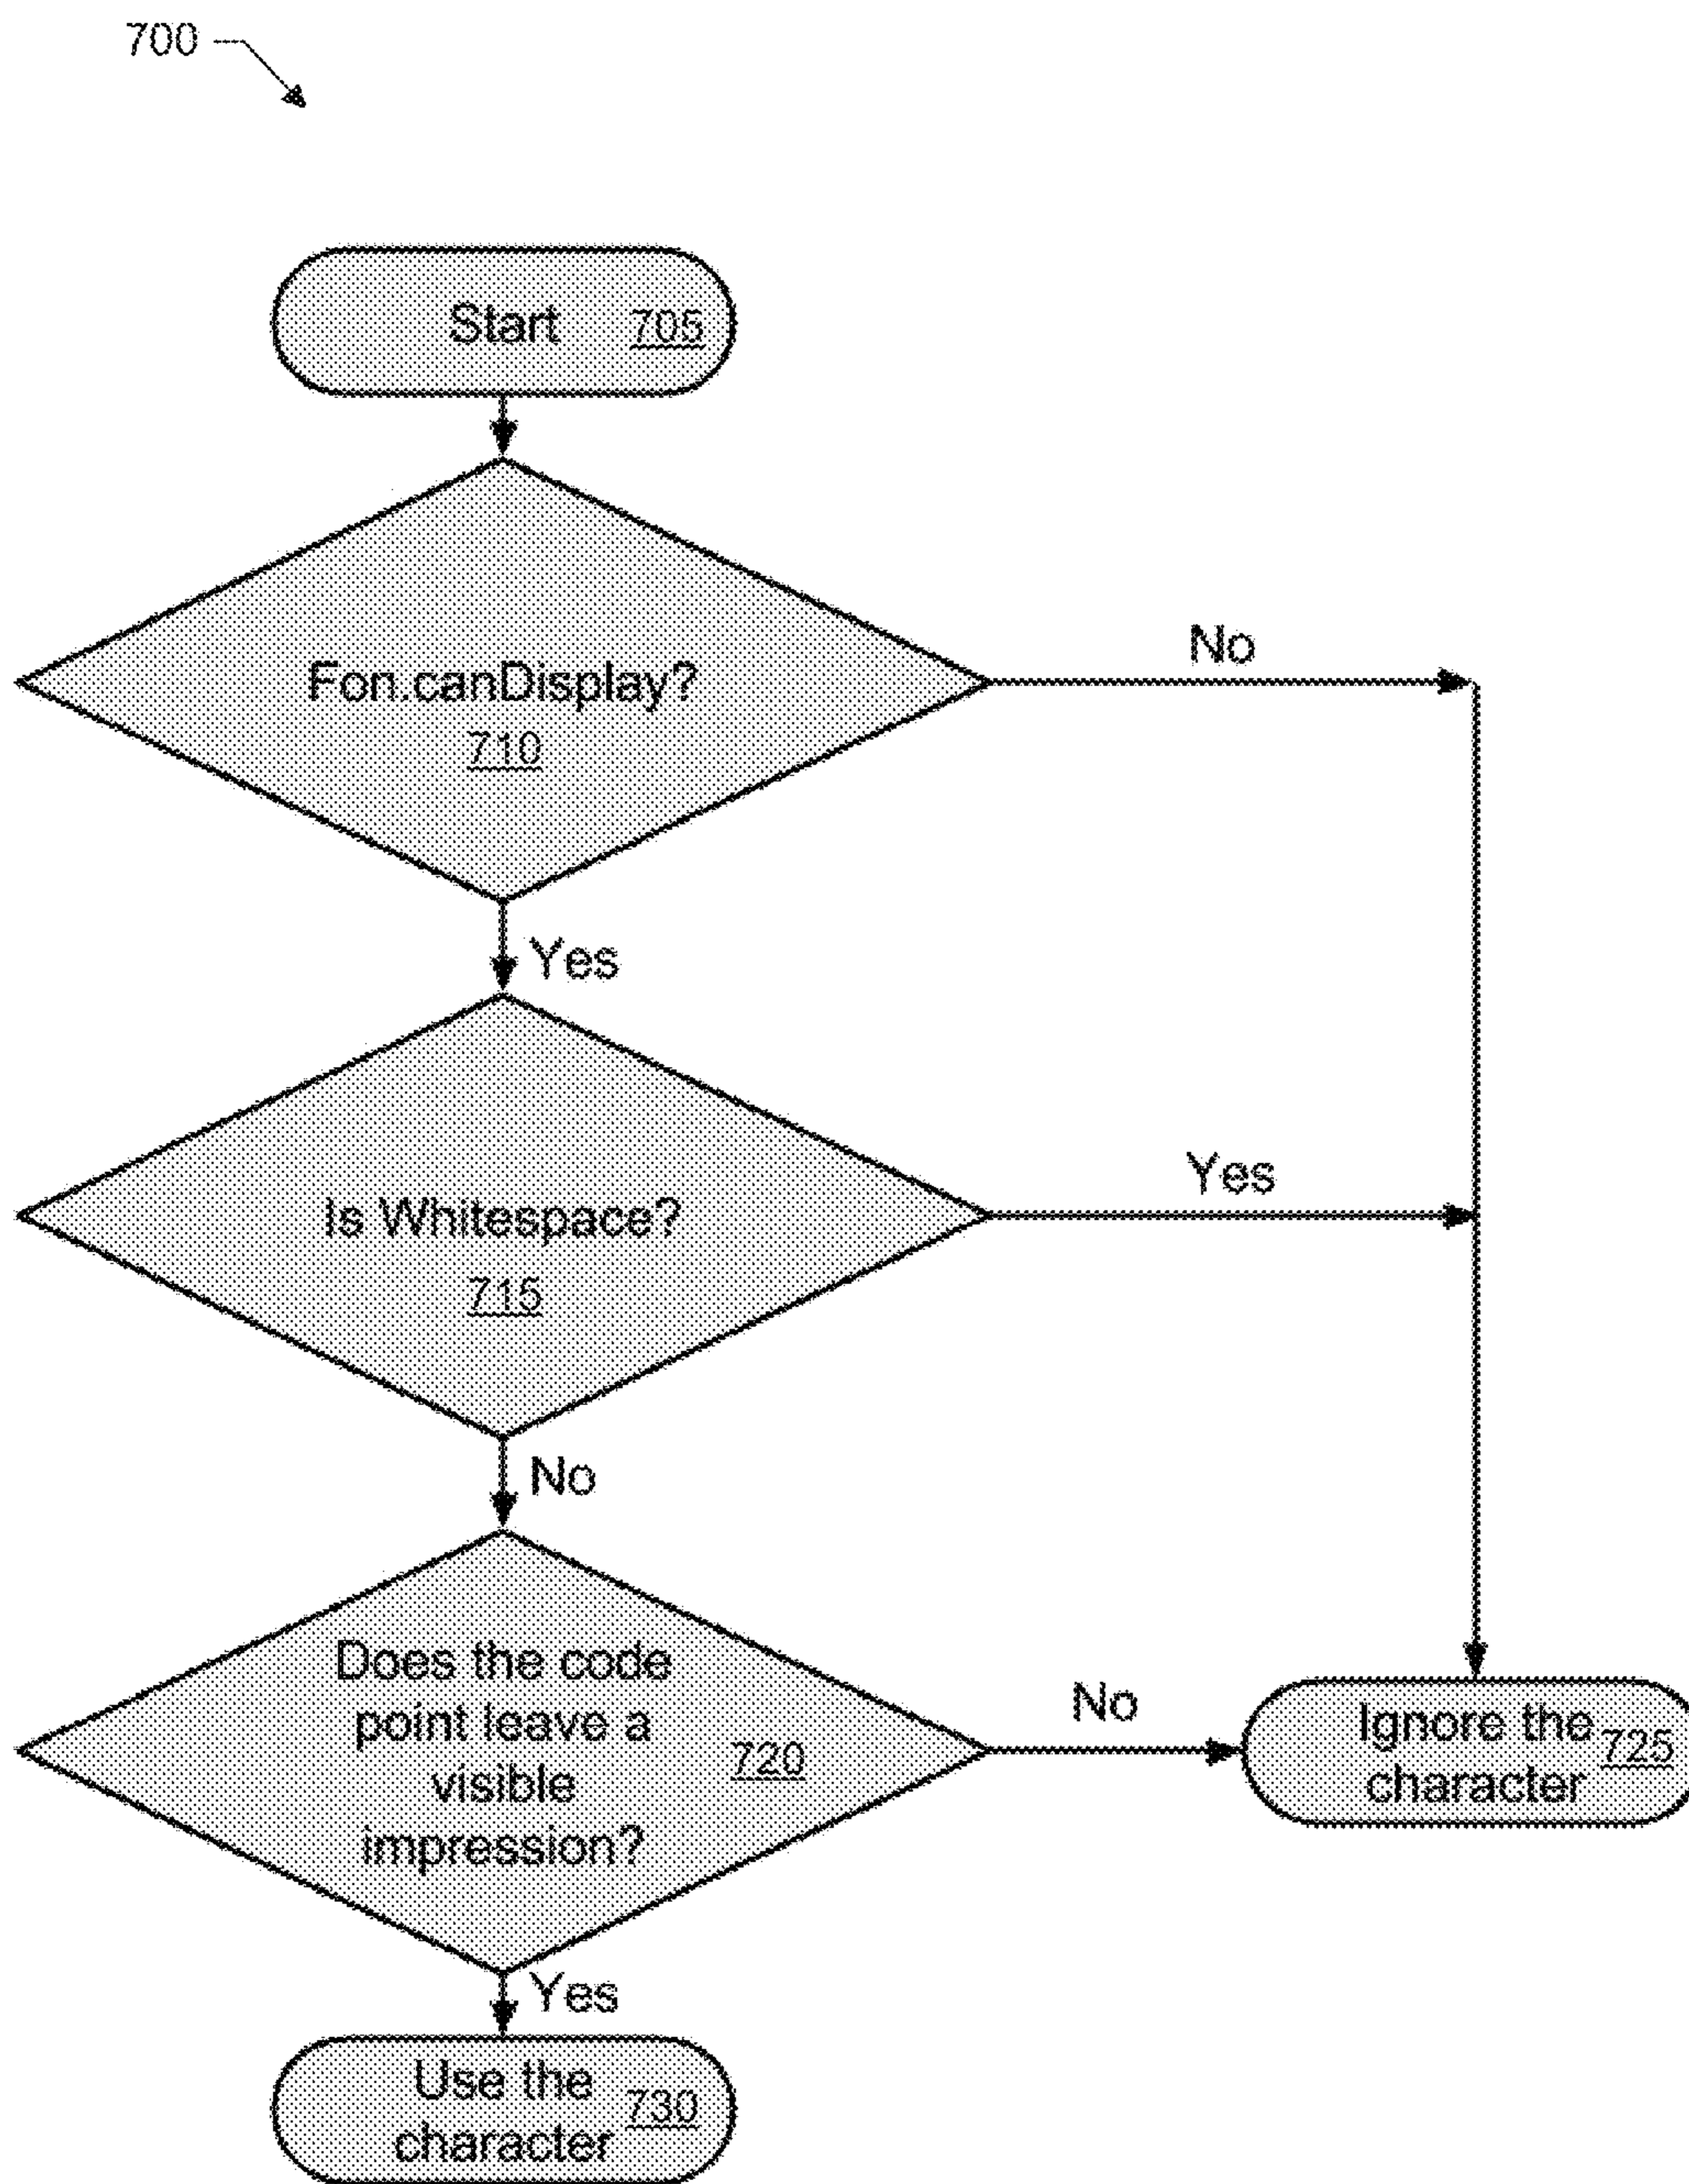 700
Start 705
Fon.canDisplay?
710
No
Yes
Is Whitespace?
715
Yes
No
Does the code
point leave a
visible 720
impression?
No
Ignore the 725
character
Yes
Use the 730
character